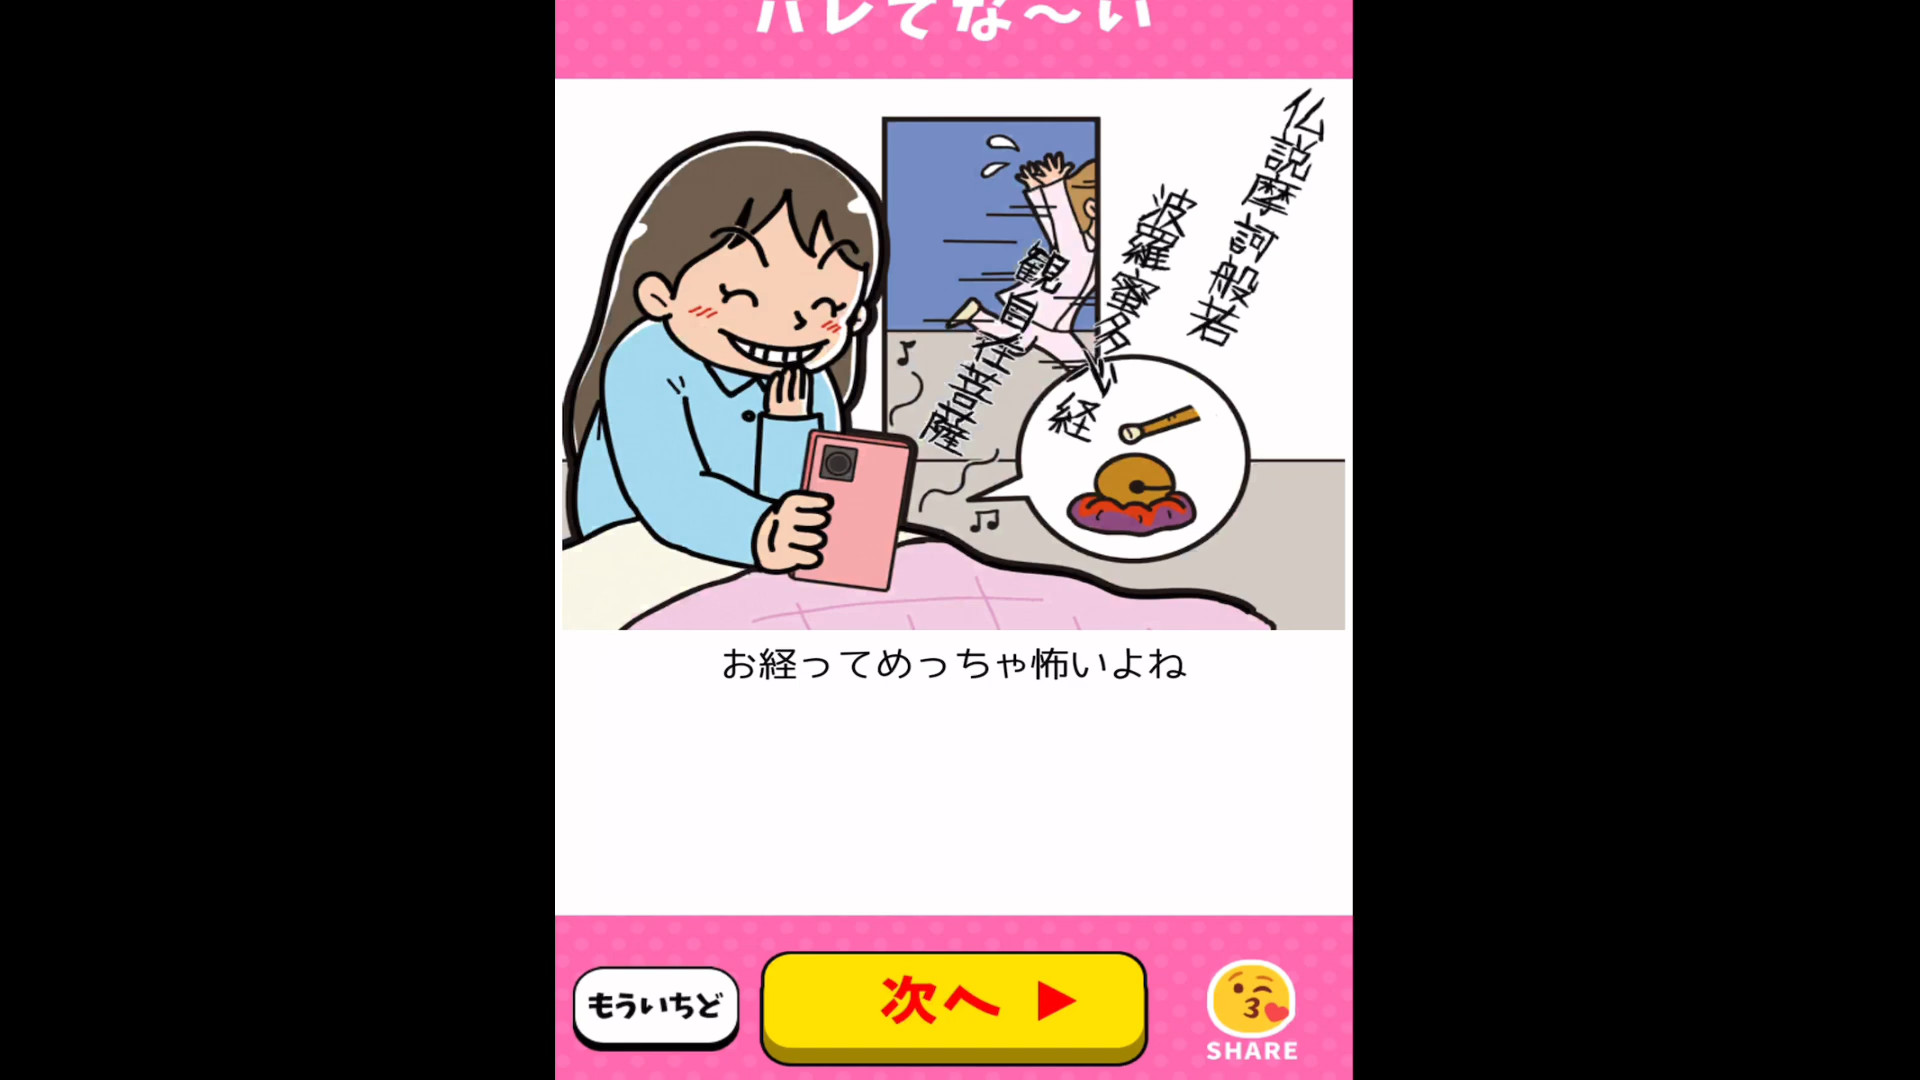 バレてな〜い
仏説摩訶般若
波羅蜜多心経
観自在菩薩
お経ってめっちゃ怖いよね
もういちど
次へ
SHARE